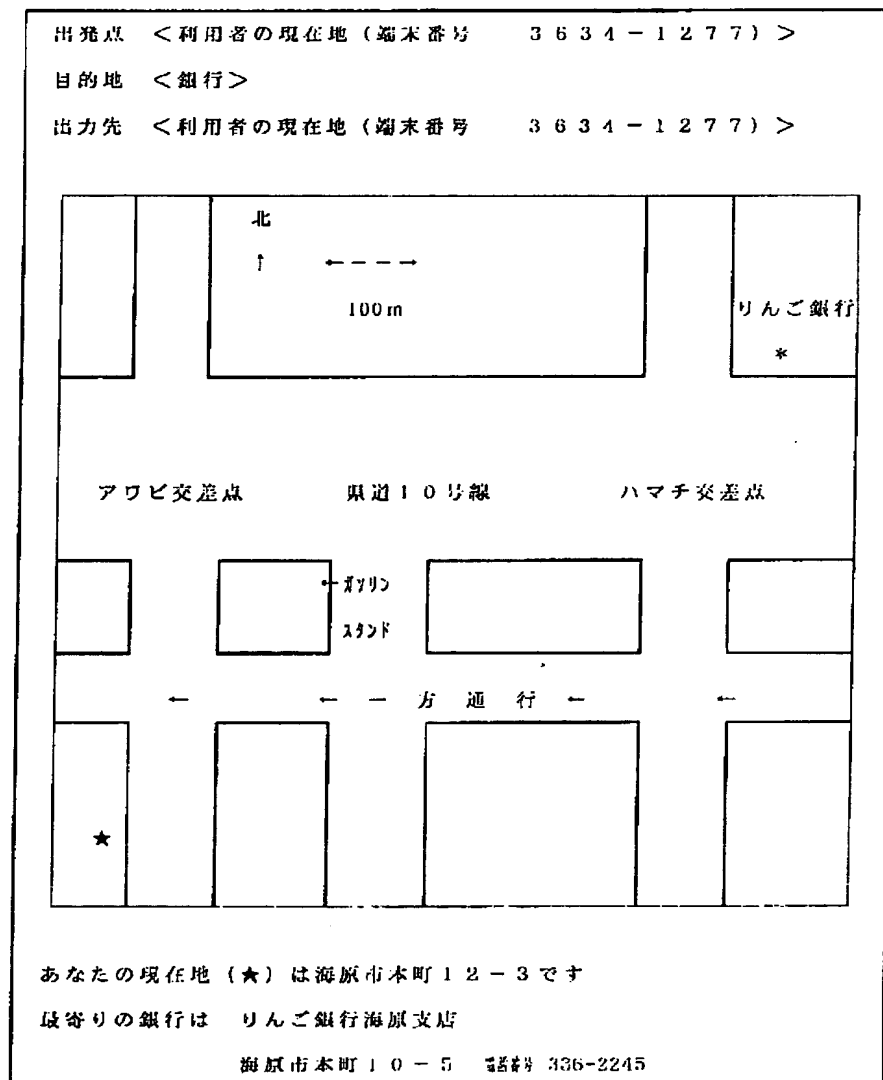 出発点 <利用者の現在地(端末番号 3634-1277)>
目的地 <銀行>
出力先 <利用者の現在地(端末番号 3634-1277)>
北
↑ ←--→
100m
りんご銀行
*
アワビ交差点 県道10号線 ハマチ交差点
←ガソリン
スタンド
← ← 一方通行 ← ←
★
あなたの現在地(★)は海原市本町12-3です
最寄りの銀行は りんご銀行海原支店
海原市本町10-5 電話番号 336-2245